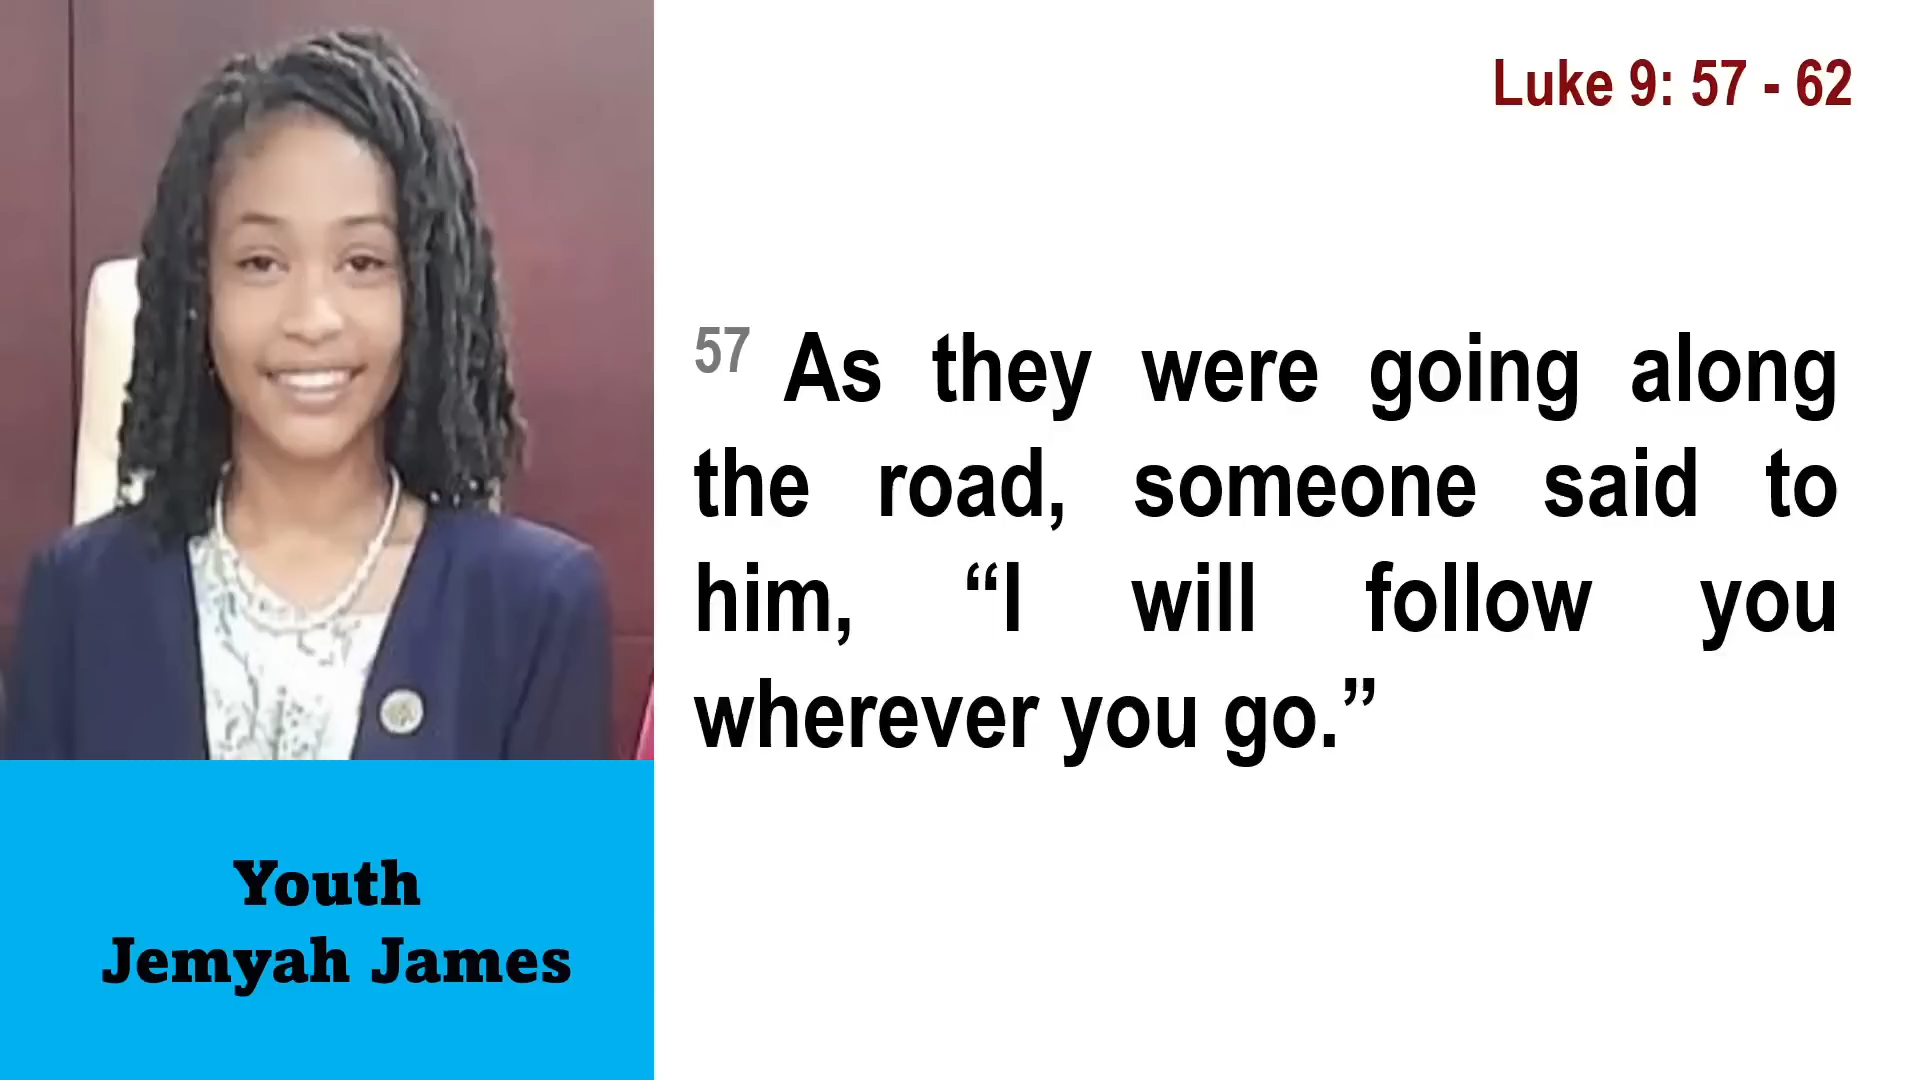 Luke 9: 57 - 62
57 As they were going along
the road, someone said to
him, “I will follow you
wherever you go.”
Youth
Jemyah James